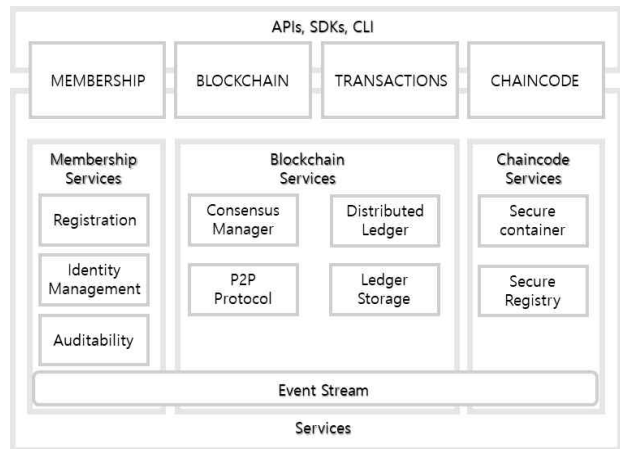 APIs, SDKs, CLI
MEMBERSHIP
BLOCKCHAIN
TRANSACTIONS
CHAINCODE
Membership
Services
Registration
Identity
Management
Auditability
Blockchain
Services
Consensus
Manager
Distributed
Ledger
P2P
Protocol
Ledger
Storage
Chaincode
Services
Secure
container
Secure
Registry
Event Stream
Services